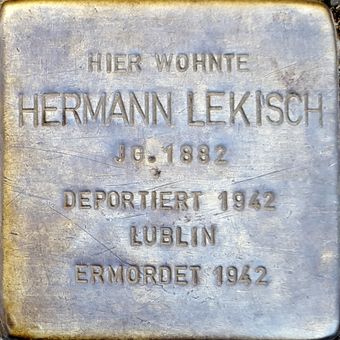 HIER WOHNTE
HERMANN LEKISCH
JG. 1882
DEPORTIERT 1942
LUBLIN
ERMORDET 1942